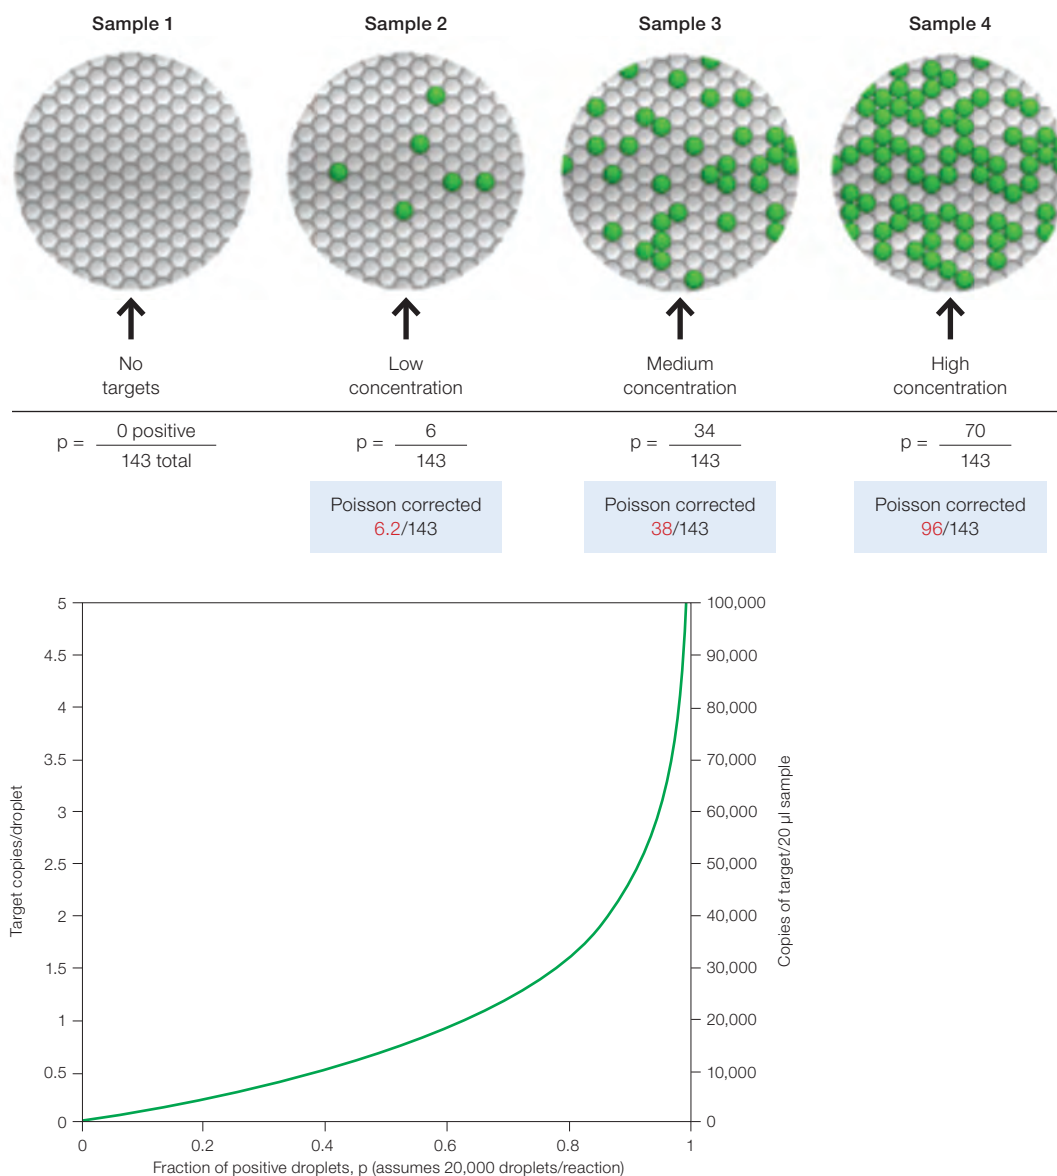 Sample 1
Sample 2
Sample 3
Sample 4
No
targets
Low
concentration
Medium
concentration
High
concentration
p = 0 positive
143 total
p = 6
143
p = 34
143
p = 70
143
Poisson corrected
6.2/143
Poisson corrected
38/143
Poisson corrected
96/143
Target copies/droplet
5
4.5
4
3.5
3
2.5
2
1.5
1
0.5
0
100,000
90,000
80,000
70,000
60,000
50,000
40,000
30,000
20,000
10,000
0
Copies of target/20 µl sample
0
0.2
0.4
0.6
0.8
1
Fraction of positive droplets, p (assumes 20,000 droplets/reaction)